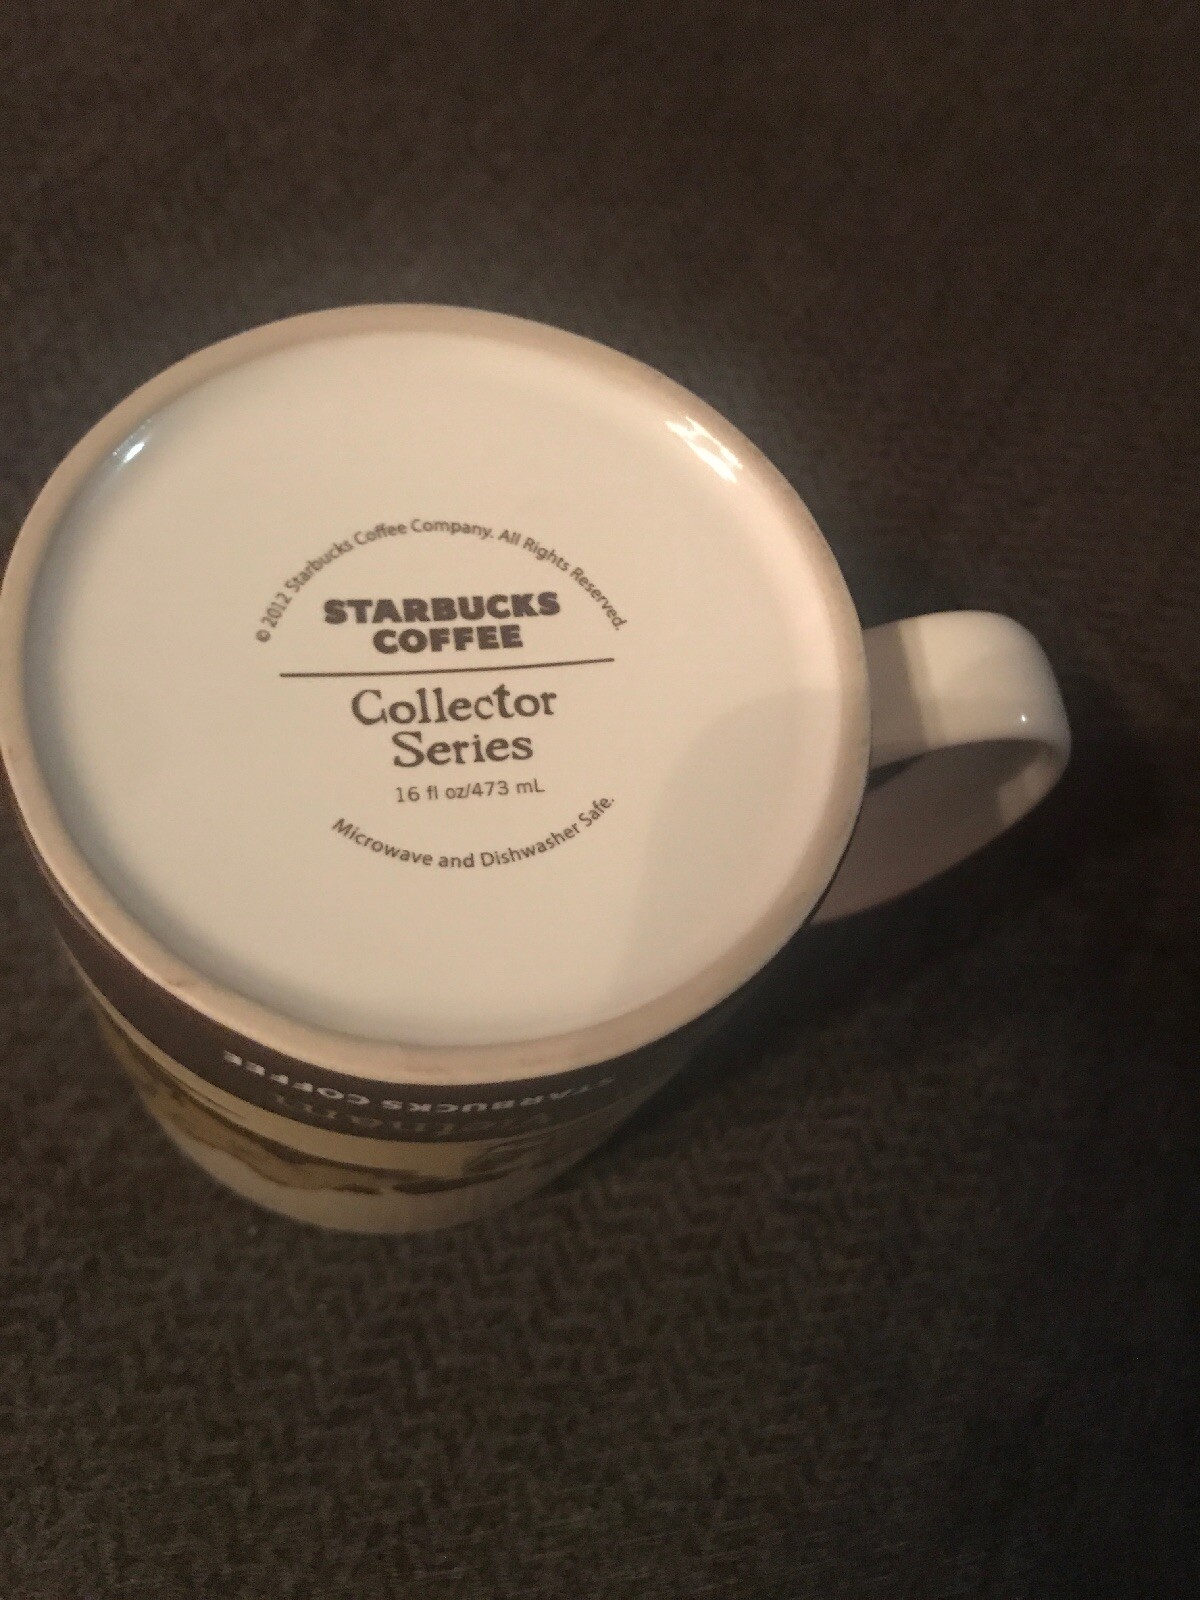 © 2012 Starbucks Coffee Company. All Rights Reserved.
STARBUCKS
COFFEE
Collector
Series
16 fl oz/473 mL
Microwave and Dishwasher Safe.
STARBUCKS COFFEE
Vietnam